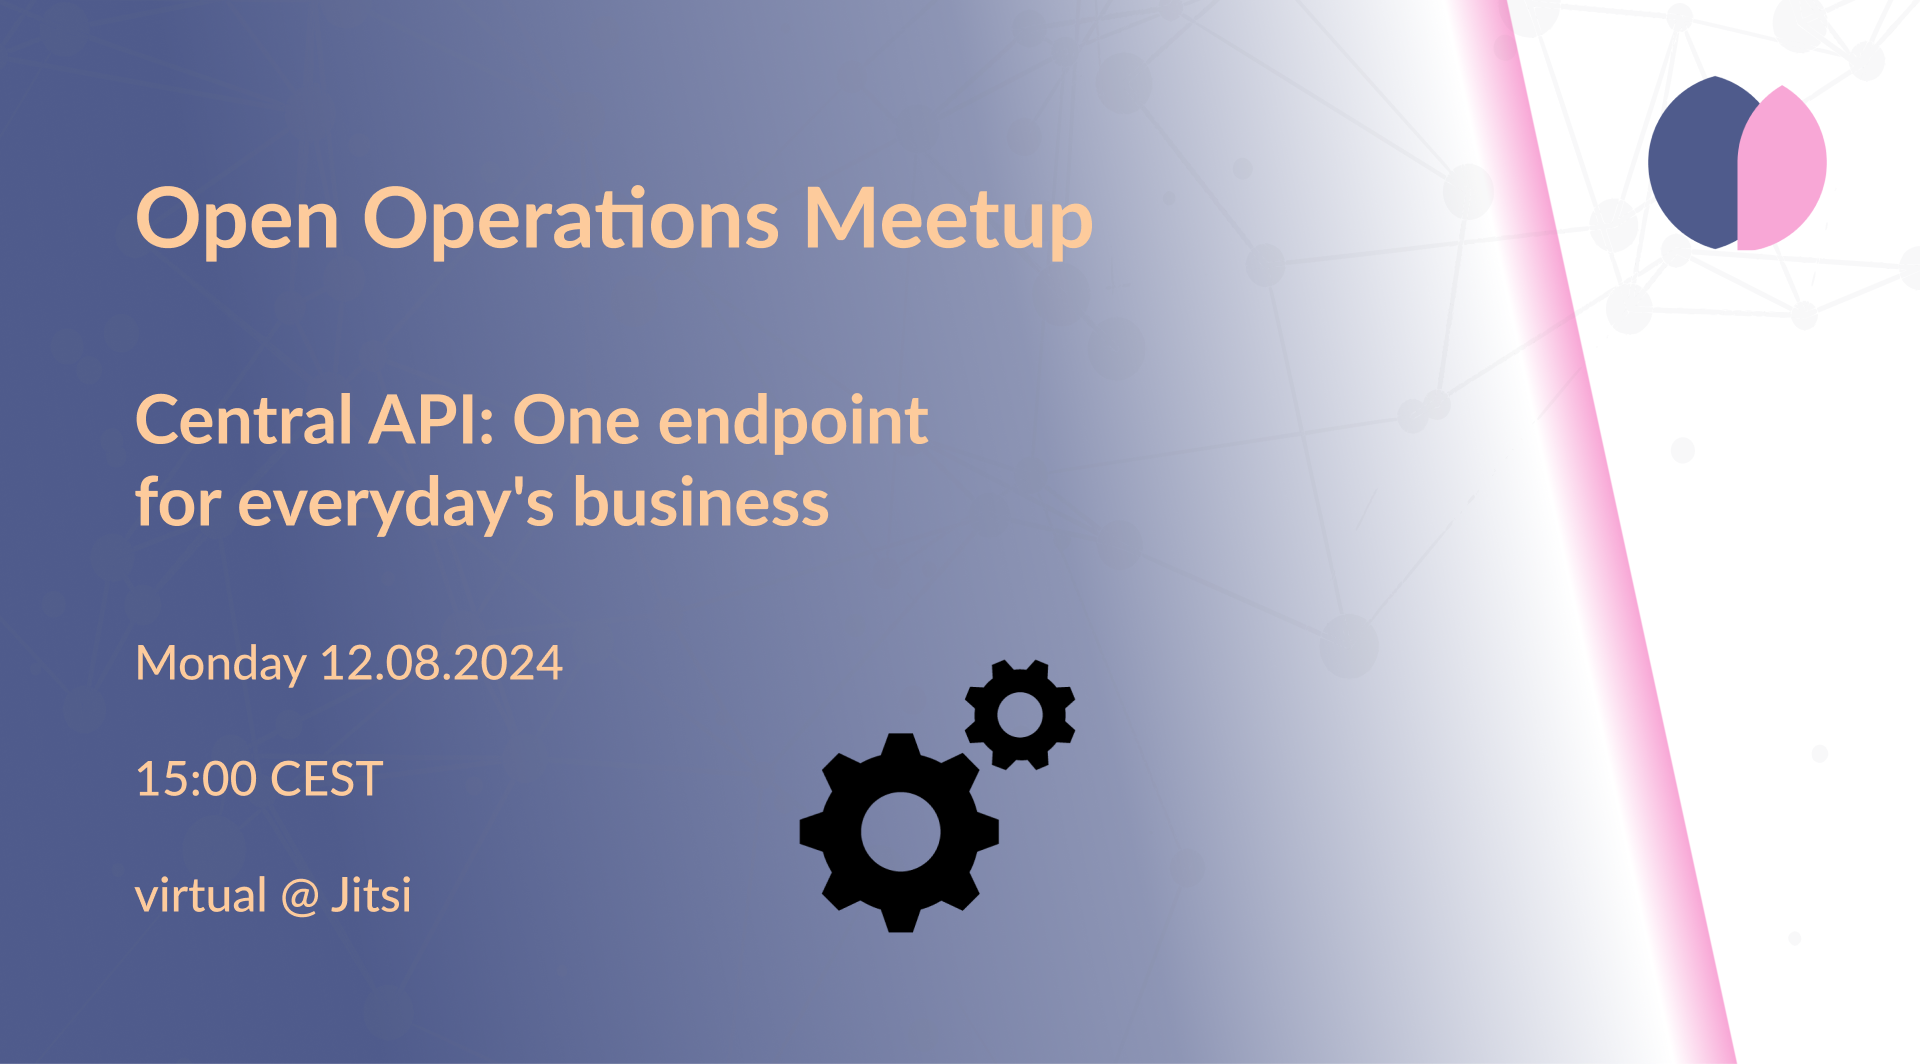 Open Operations Meetup
Central API: One endpoint
for everyday's business
Monday 12.08.2024
15:00 CEST
virtual @ Jitsi